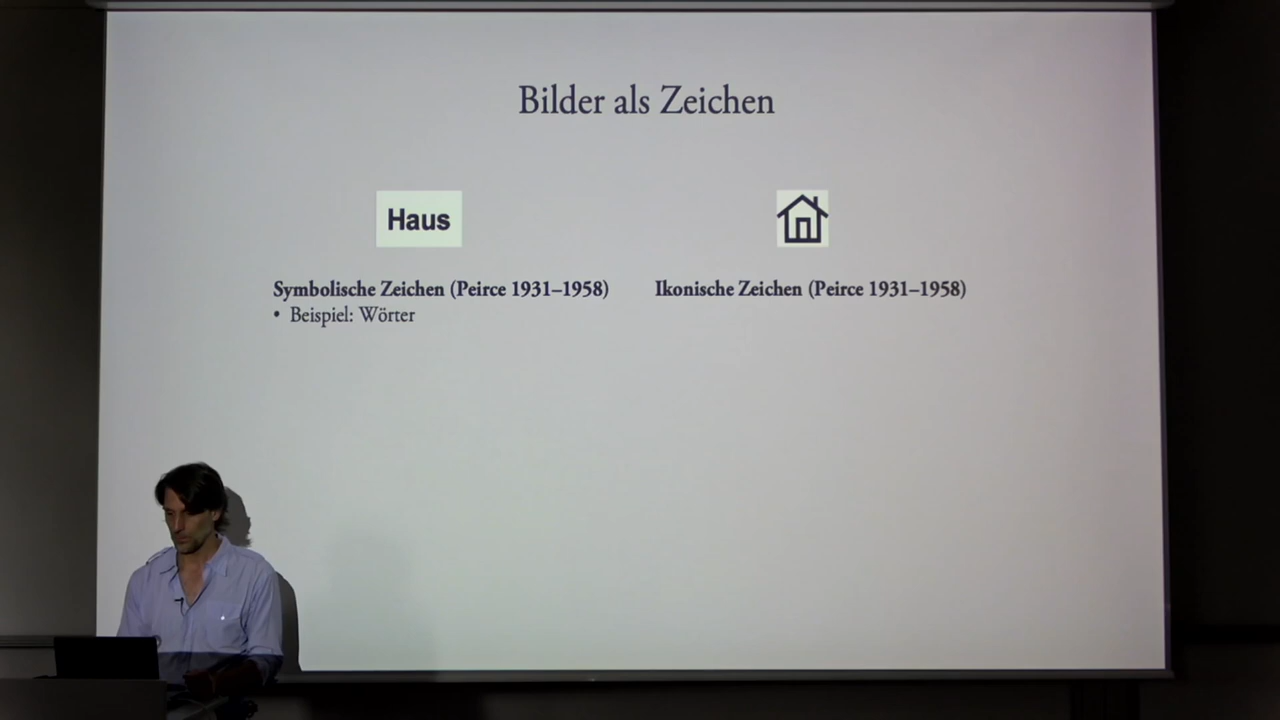 Bilder als Zeichen
Haus
Symbolische Zeichen (Peirce 1931–1958)
• Beispiel: Wörter
Ikonische Zeichen (Peirce 1931–1958)